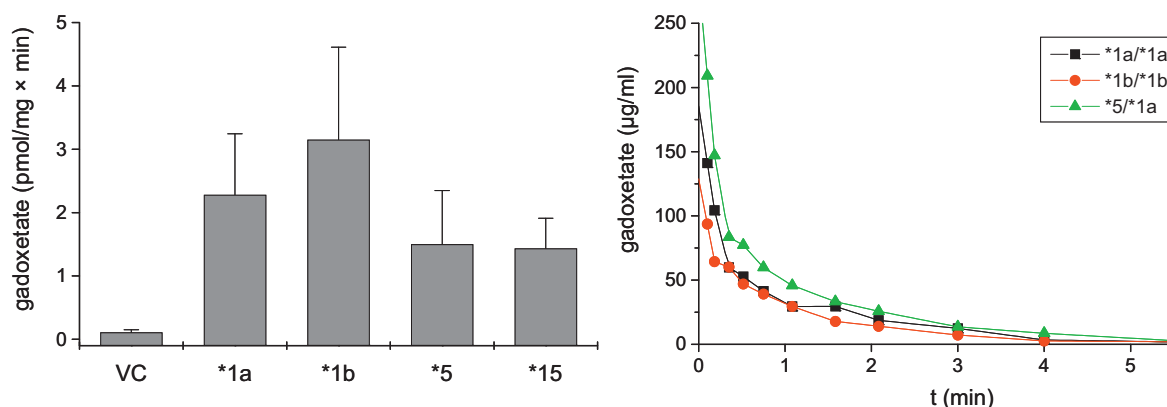 gadoxetate (pmol/mg × min)
5
4
3
2
1
0
VC *1a *1b *5 *15
gadoxetate (µg/ml)
250
200
150
100
50
0
0 1 2 3 4 5
t (min)
*1a/*1a
*1b/*1b
*5/*1a